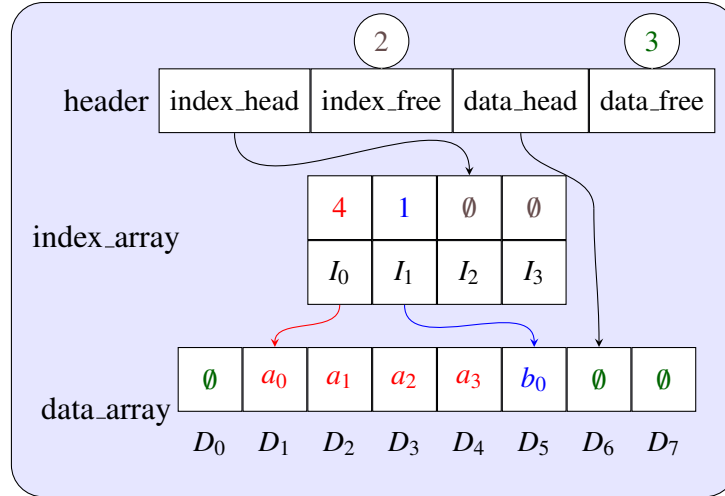 2 3
header index_head index_free data_head data_free
4 1 ∅ ∅
index_array
I₀ I₁ I₂ I₃
∅ a₀ a₁ a₂ a₃ b₀ ∅ ∅
data_array
D₀ D₁ D₂ D₃ D₄ D₅ D₆ D₇